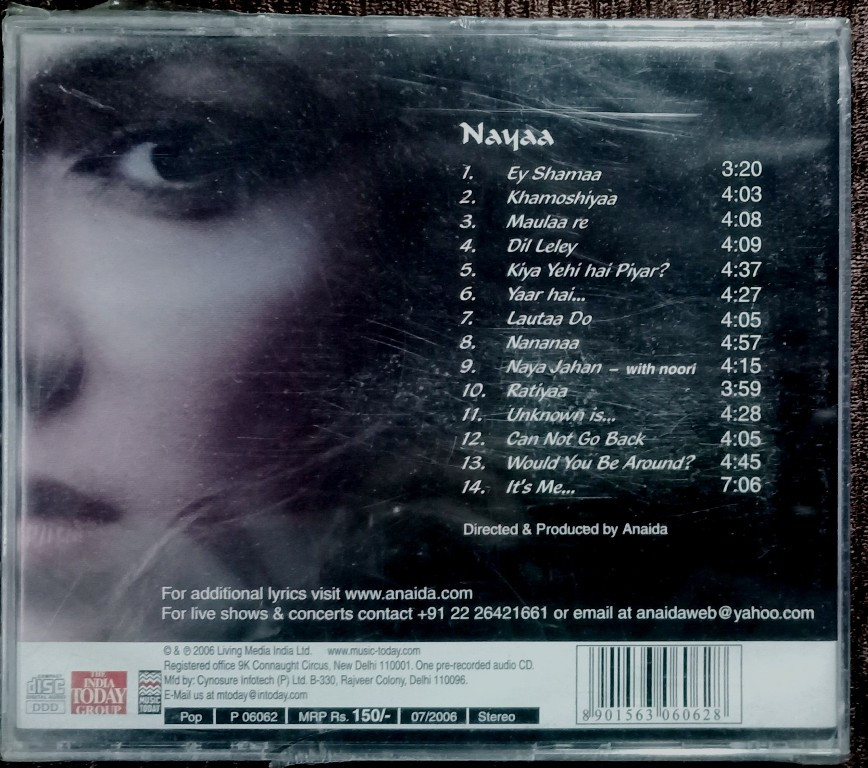 Nayaa
1. Ey Shamaa 3:20
2. Khamoshiyaa 4:03
3. Maulaa re 4:08
4. Dil Leley 4:09
5. Kiya Yehi hai Piyar? 4:37
6. Yaar hai... 4:27
7. Lautaa Do 4:05
8. Nananaa 4:57
9. Naya Jahan – with noori 4:15
10. Ratiyaa 3:59
11. Unknown is... 4:28
12. Can Not Go Back 4:05
13. Would You Be Around? 4:45
14. It's Me... 7:06
Directed & Produced by Anaida
For additional lyrics visit www.anaida.com
For live shows & concerts contact +91 22 26421661 or email at anaidaweb@yahoo.com
© & ℗ 2006 Living Media India Ltd. www.music-today.com
Registered office 9K Connaught Circus, New Delhi 110001. One pre-recorded audio CD.
Mfd by: Cynosure Infotech (P) Ltd. B-330, Rajveer Colony, Delhi 110096.
E-Mail us at mtoday@intoday.com
Pop P 06062 MRP Rs. 150/- 07/2006 Stereo
COMPACT
disc
DIGITAL AUDIO
DDD
THE
INDIA
TODAY
GROUP
MUSIC
TODAY
8 901563 060628